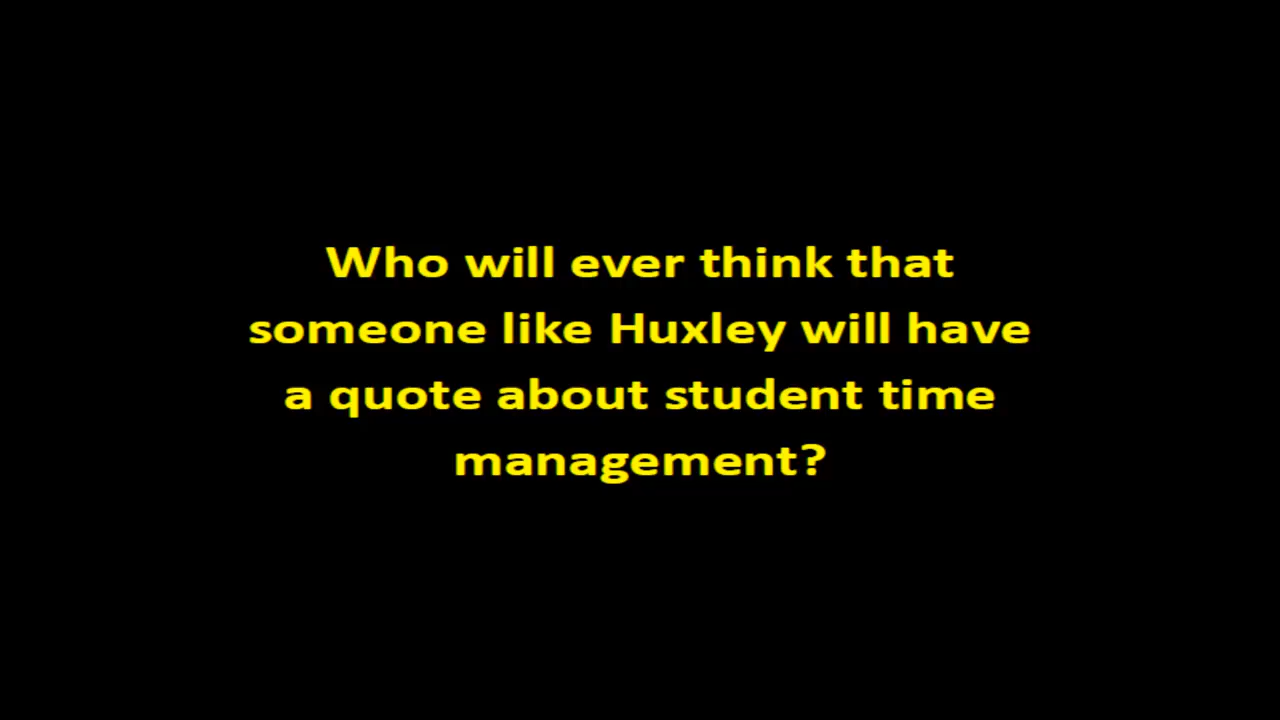 Who will ever think that
someone like Huxley will have
a quote about student time
management?